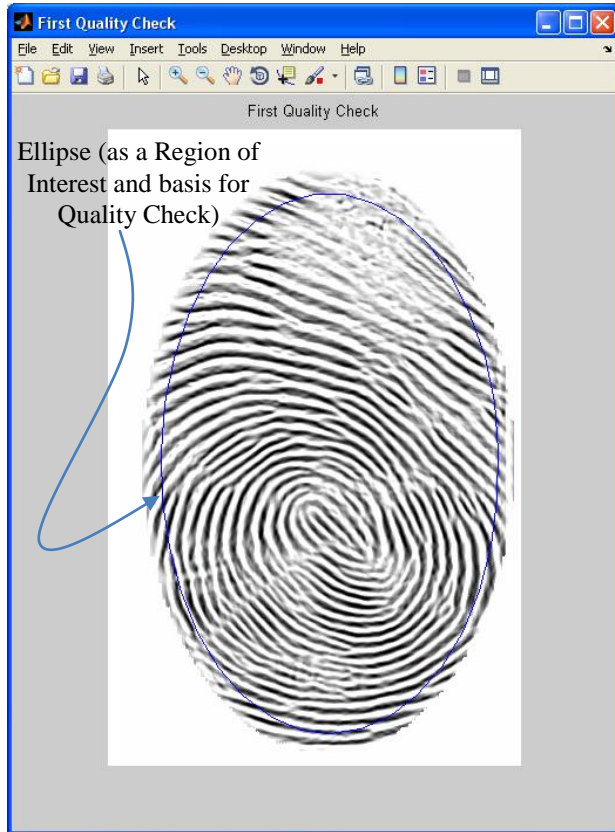 First Quality Check
File Edit View Insert Tools Desktop Window Help
First Quality Check
Ellipse (as a Region of
Interest and basis for
Quality Check)